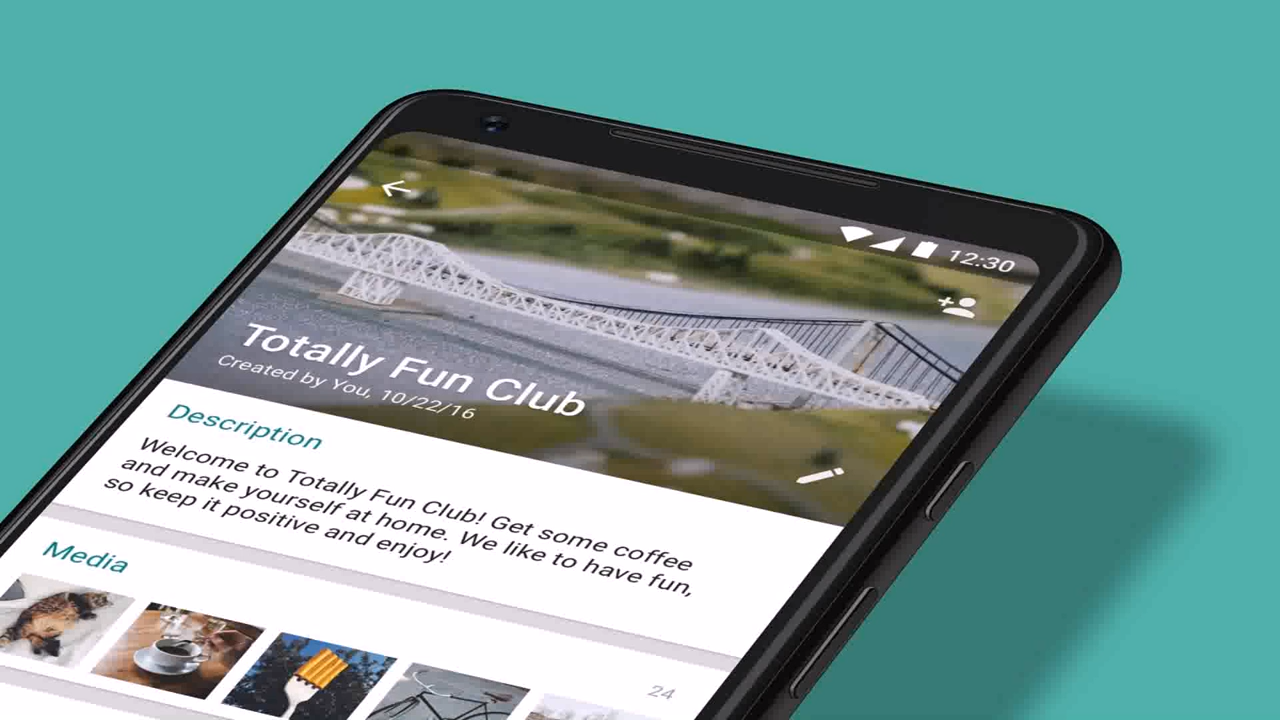 12:30
Totally Fun Club
Created by You, 10/22/16
Description
Welcome to Totally Fun Club! Get some coffee
and make yourself at home. We like to have fun,
so keep it positive and enjoy!
Media
24